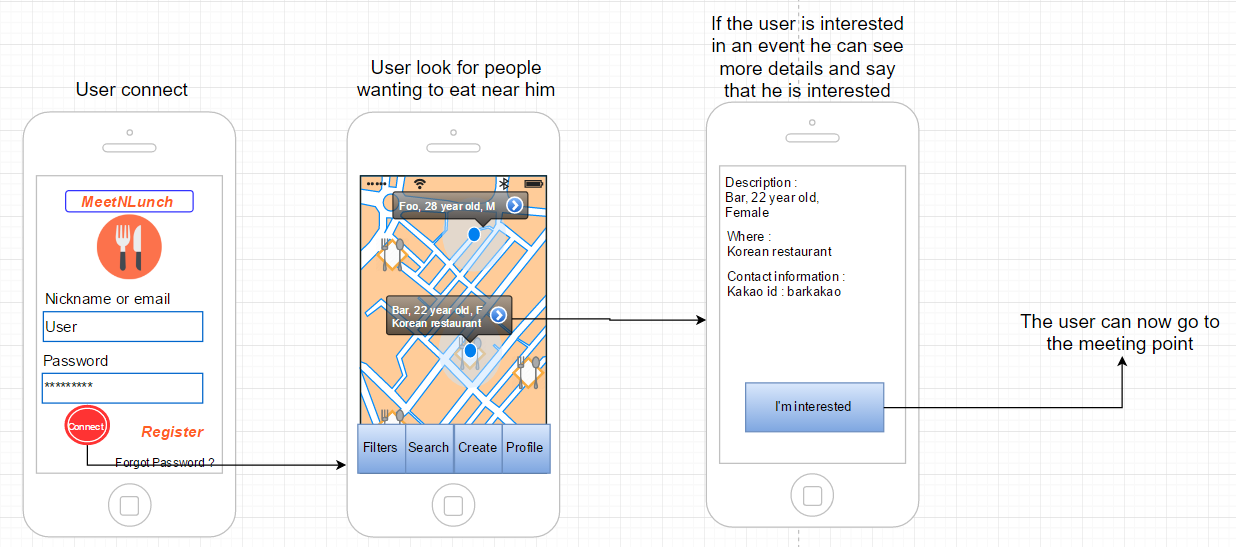 User connect
MeetNLunch
Nickname or email
User
Password
*********
Connect
Register
Forgot Password ?
User look for people
wanting to eat near him
Foo, 28 year old, M
Bar, 22 year old, F
Korean restaurant
Filters
Search
Create
Profile
If the user is interested
in an event he can see
more details and say
that he is interested
Description :
Bar, 22 year old,
Female
Where :
Korean restaurant
Contact information :
Kakao id : barkakao
I'm interested
The user can now go to
the meeting point